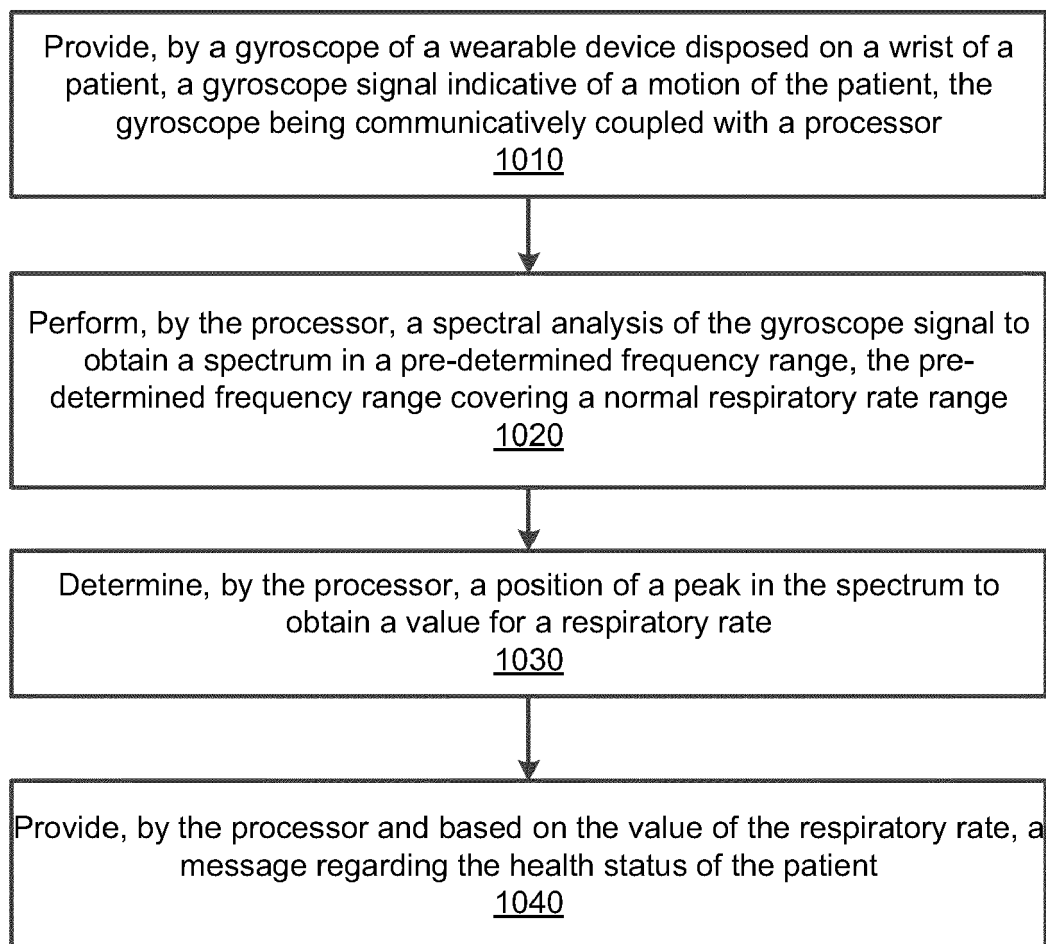 Provide, by a gyroscope of a wearable device disposed on a wrist of a
patient, a gyroscope signal indicative of a motion of the patient, the
gyroscope being communicatively coupled with a processor
1010
Perform, by the processor, a spectral analysis of the gyroscope signal to
obtain a spectrum in a pre-determined frequency range, the pre-
determined frequency range covering a normal respiratory rate range
1020
Determine, by the processor, a position of a peak in the spectrum to
obtain a value for a respiratory rate
1030
Provide, by the processor and based on the value of the respiratory rate, a
message regarding the health status of the patient
1040